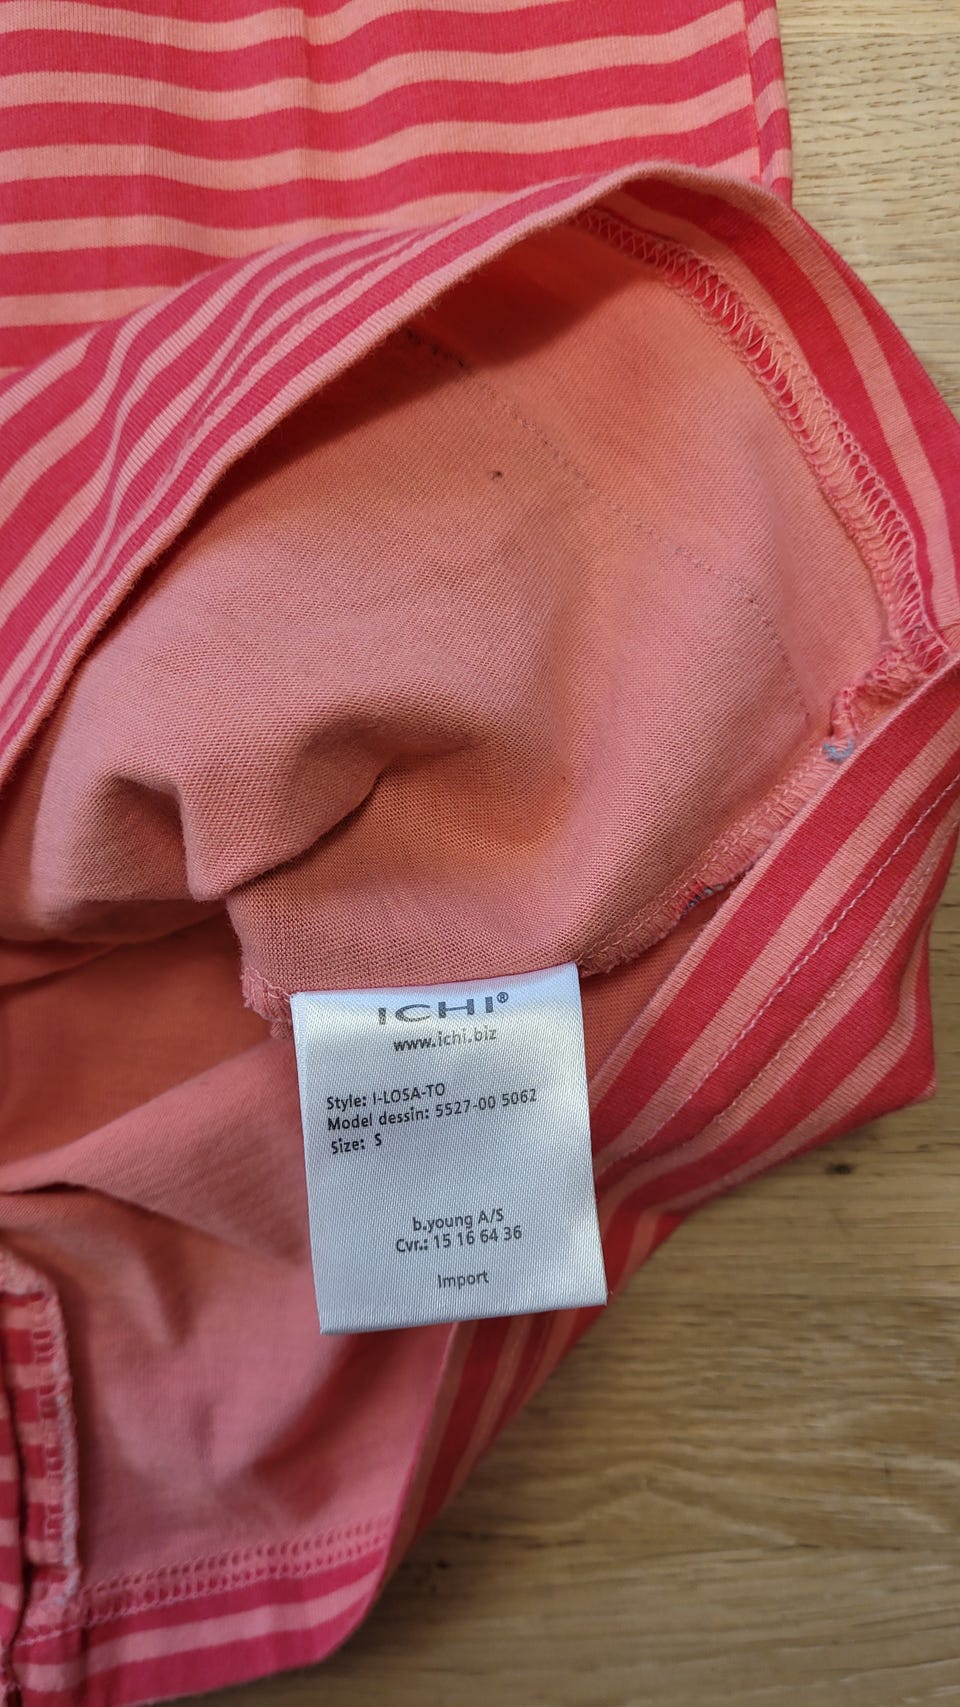 ICHI®
www.ichi.biz
Style: I-LOSA-TO
Model dessin: 5527-00 5062
Size: S
b.young A/S
Cvr.: 15 16 64 36
Import